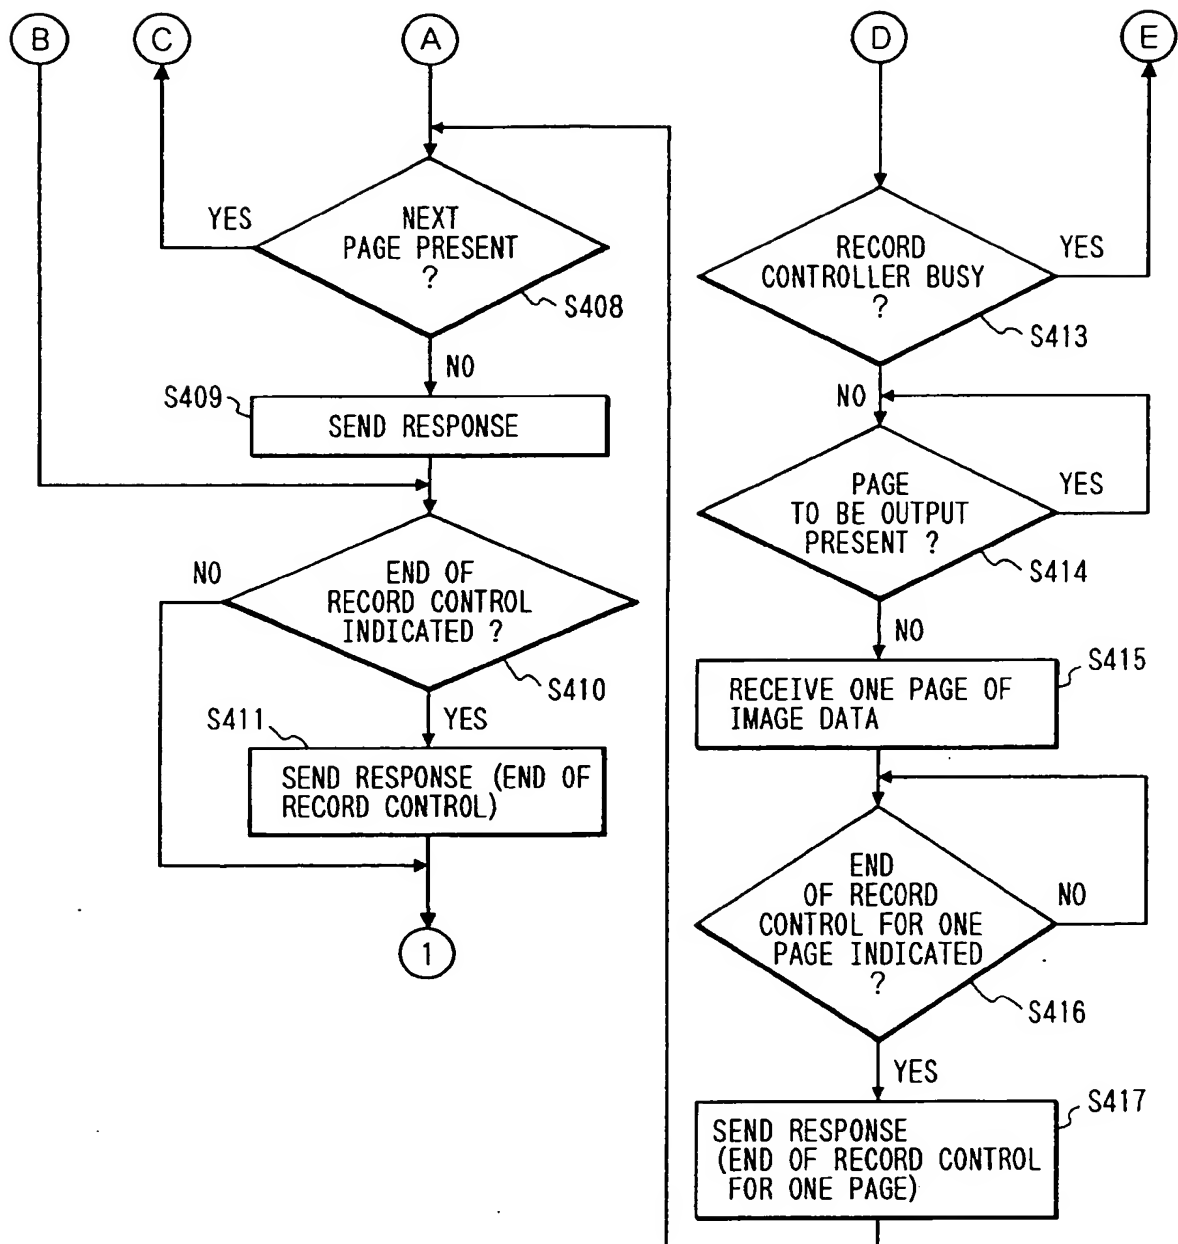 B
C
A
D
E
YES
NEXT
PAGE PRESENT
?
S408
NO
S409
SEND RESPONSE
NO
END OF
RECORD CONTROL
INDICATED ?
S410
YES
S411
SEND RESPONSE (END OF
RECORD CONTROL)
1
RECORD
CONTROLLER BUSY
?
YES
S413
NO
PAGE
TO BE OUTPUT
PRESENT ?
YES
S414
NO
S415
RECEIVE ONE PAGE OF
IMAGE DATA
END
OF RECORD
CONTROL FOR ONE
PAGE INDICATED
?
NO
S416
YES
S417
SEND RESPONSE
(END OF RECORD CONTROL
FOR ONE PAGE)